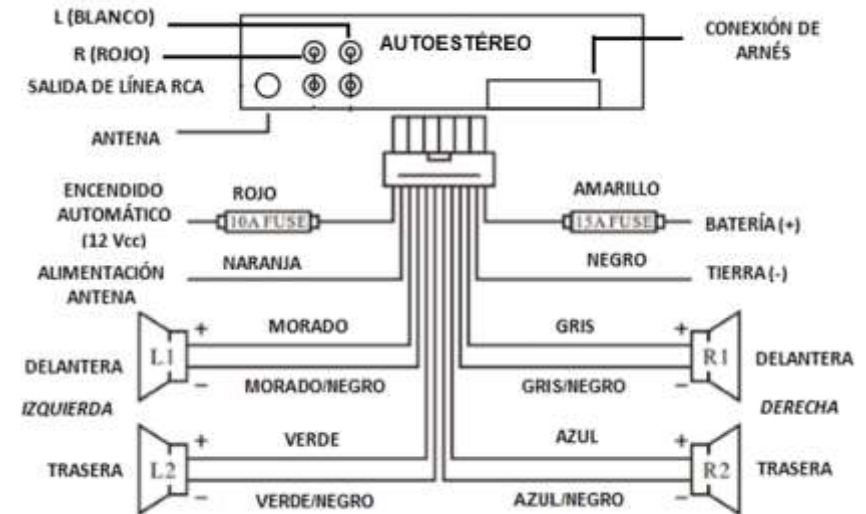 L (BLANCO)
R (ROJO)
SALIDA DE LÍNEA RCA
ANTENA
AUTOESTÉREO
CONEXIÓN DE
ARNÉS
ENCENDIDO
AUTOMÁTICO
(12 Vcc)
ROJO
10A FUSE
AMARILLO
15A FUSE
BATERÍA (+)
ALIMENTACIÓN
ANTENA
NARANJA
NEGRO
TIERRA (-)
+ MORADO
GRIS +
DELANTERA
L1
R1
DELANTERA
- MORADO/NEGRO
GRIS/NEGRO -
IZQUIERDA
DERECHA
+ VERDE
AZUL +
TRASERA
L2
R2
TRASERA
- VERDE/NEGRO
AZUL/NEGRO -